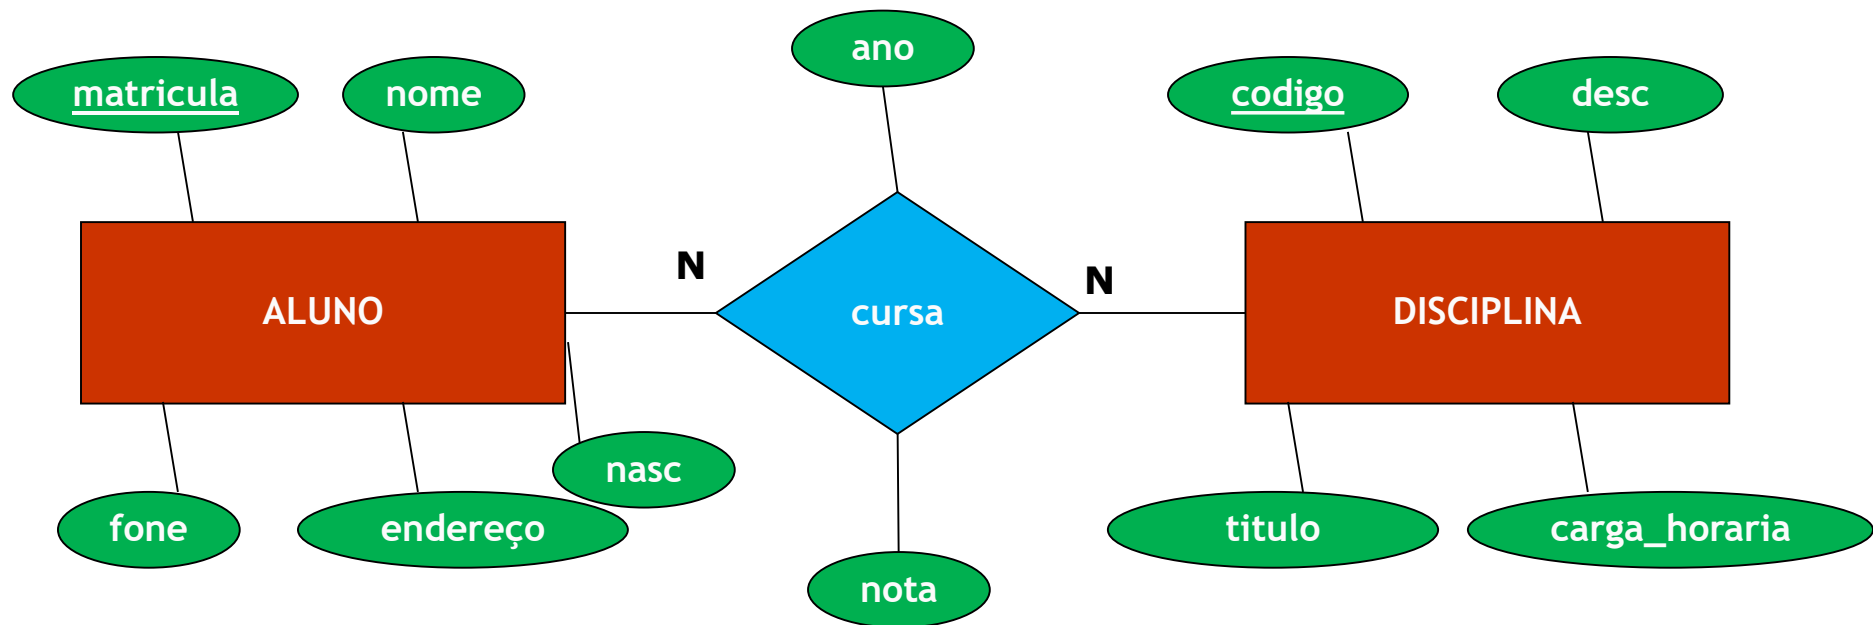 ano
matricula
nome
codigo
desc
N
N
ALUNO
cursa
DISCIPLINA
nasc
fone
endereço
titulo
carga_horaria
nota